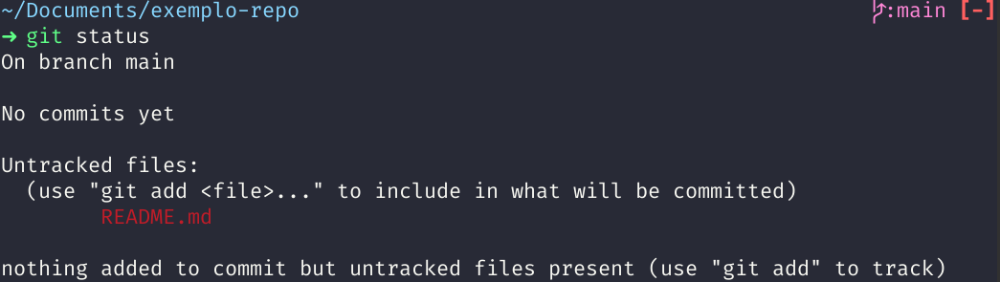 ~/Documents/exemplo-repo :main [-]
➜ git status
On branch main
No commits yet
Untracked files:
(use "git add <file>..." to include in what will be committed)
README.md
nothing added to commit but untracked files present (use "git add" to track)